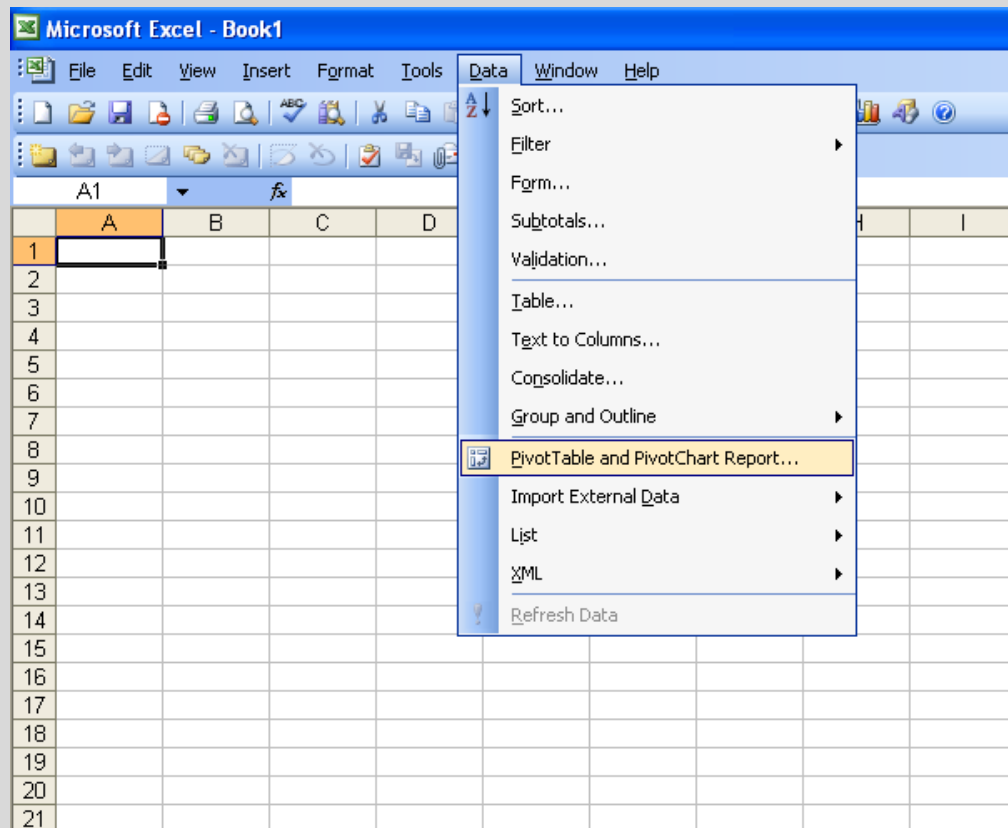 Microsoft Excel - Book1
File Edit View Insert Format Tools Data Window Help
ABC
A1 fx
A B C D H I
1
2
3
4
5
6
7
8
9
10
11
12
13
14
15
16
17
18
19
20
21
A
Z
Sort...
Filter
Form...
Subtotals...
Validation...
Table...
Text to Columns...
Consolidate...
Group and Outline
PivotTable and PivotChart Report...
Import External Data
List
XML
Refresh Data